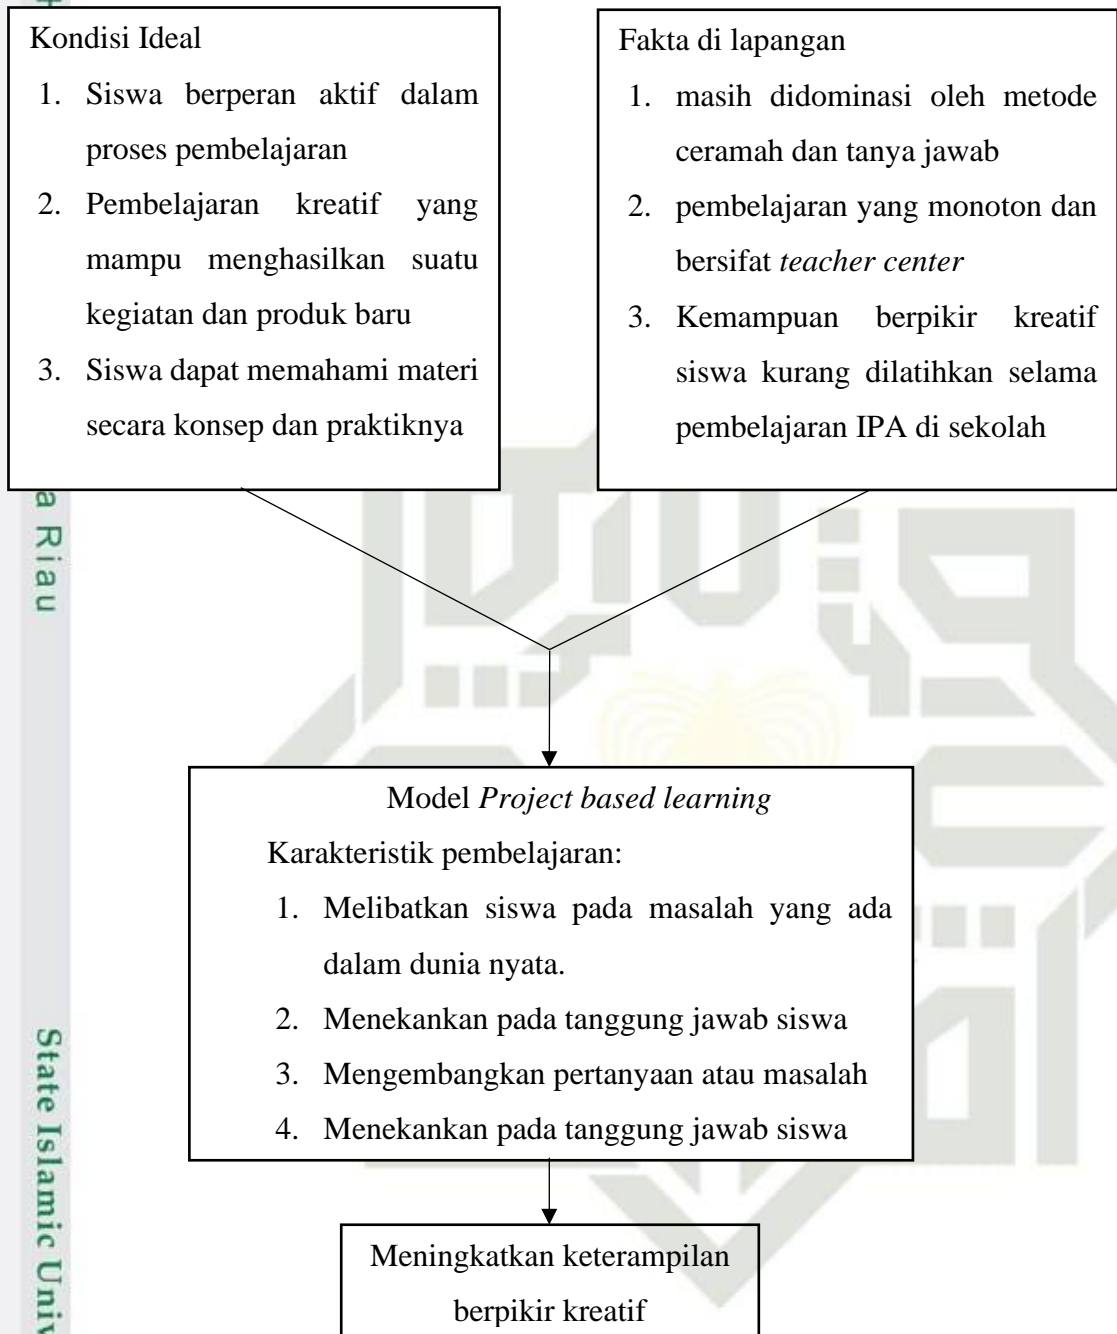 Kondisi Ideal
1. Siswa berperan aktif dalam
proses pembelajaran
2. Pembelajaran kreatif yang
mampu menghasilkan suatu
kegiatan dan produk baru
3. Siswa dapat memahami materi
secara konsep dan praktiknya
Fakta di lapangan
1. masih didominasi oleh metode
ceramah dan tanya jawab
2. pembelajaran yang monoton dan
bersifat teacher center
3. Kemampuan berpikir kreatif
siswa kurang dilatihkan selama
pembelajaran IPA di sekolah
Model Project based learning
Karakteristik pembelajaran:
1. Melibatkan siswa pada masalah yang ada
dalam dunia nyata.
2. Menekankan pada tanggung jawab siswa
3. Mengembangkan pertanyaan atau masalah
4. Menekankan pada tanggung jawab siswa
Meningkatkan keterampilan
berpikir kreatif
a Riau
State Islamic Univ